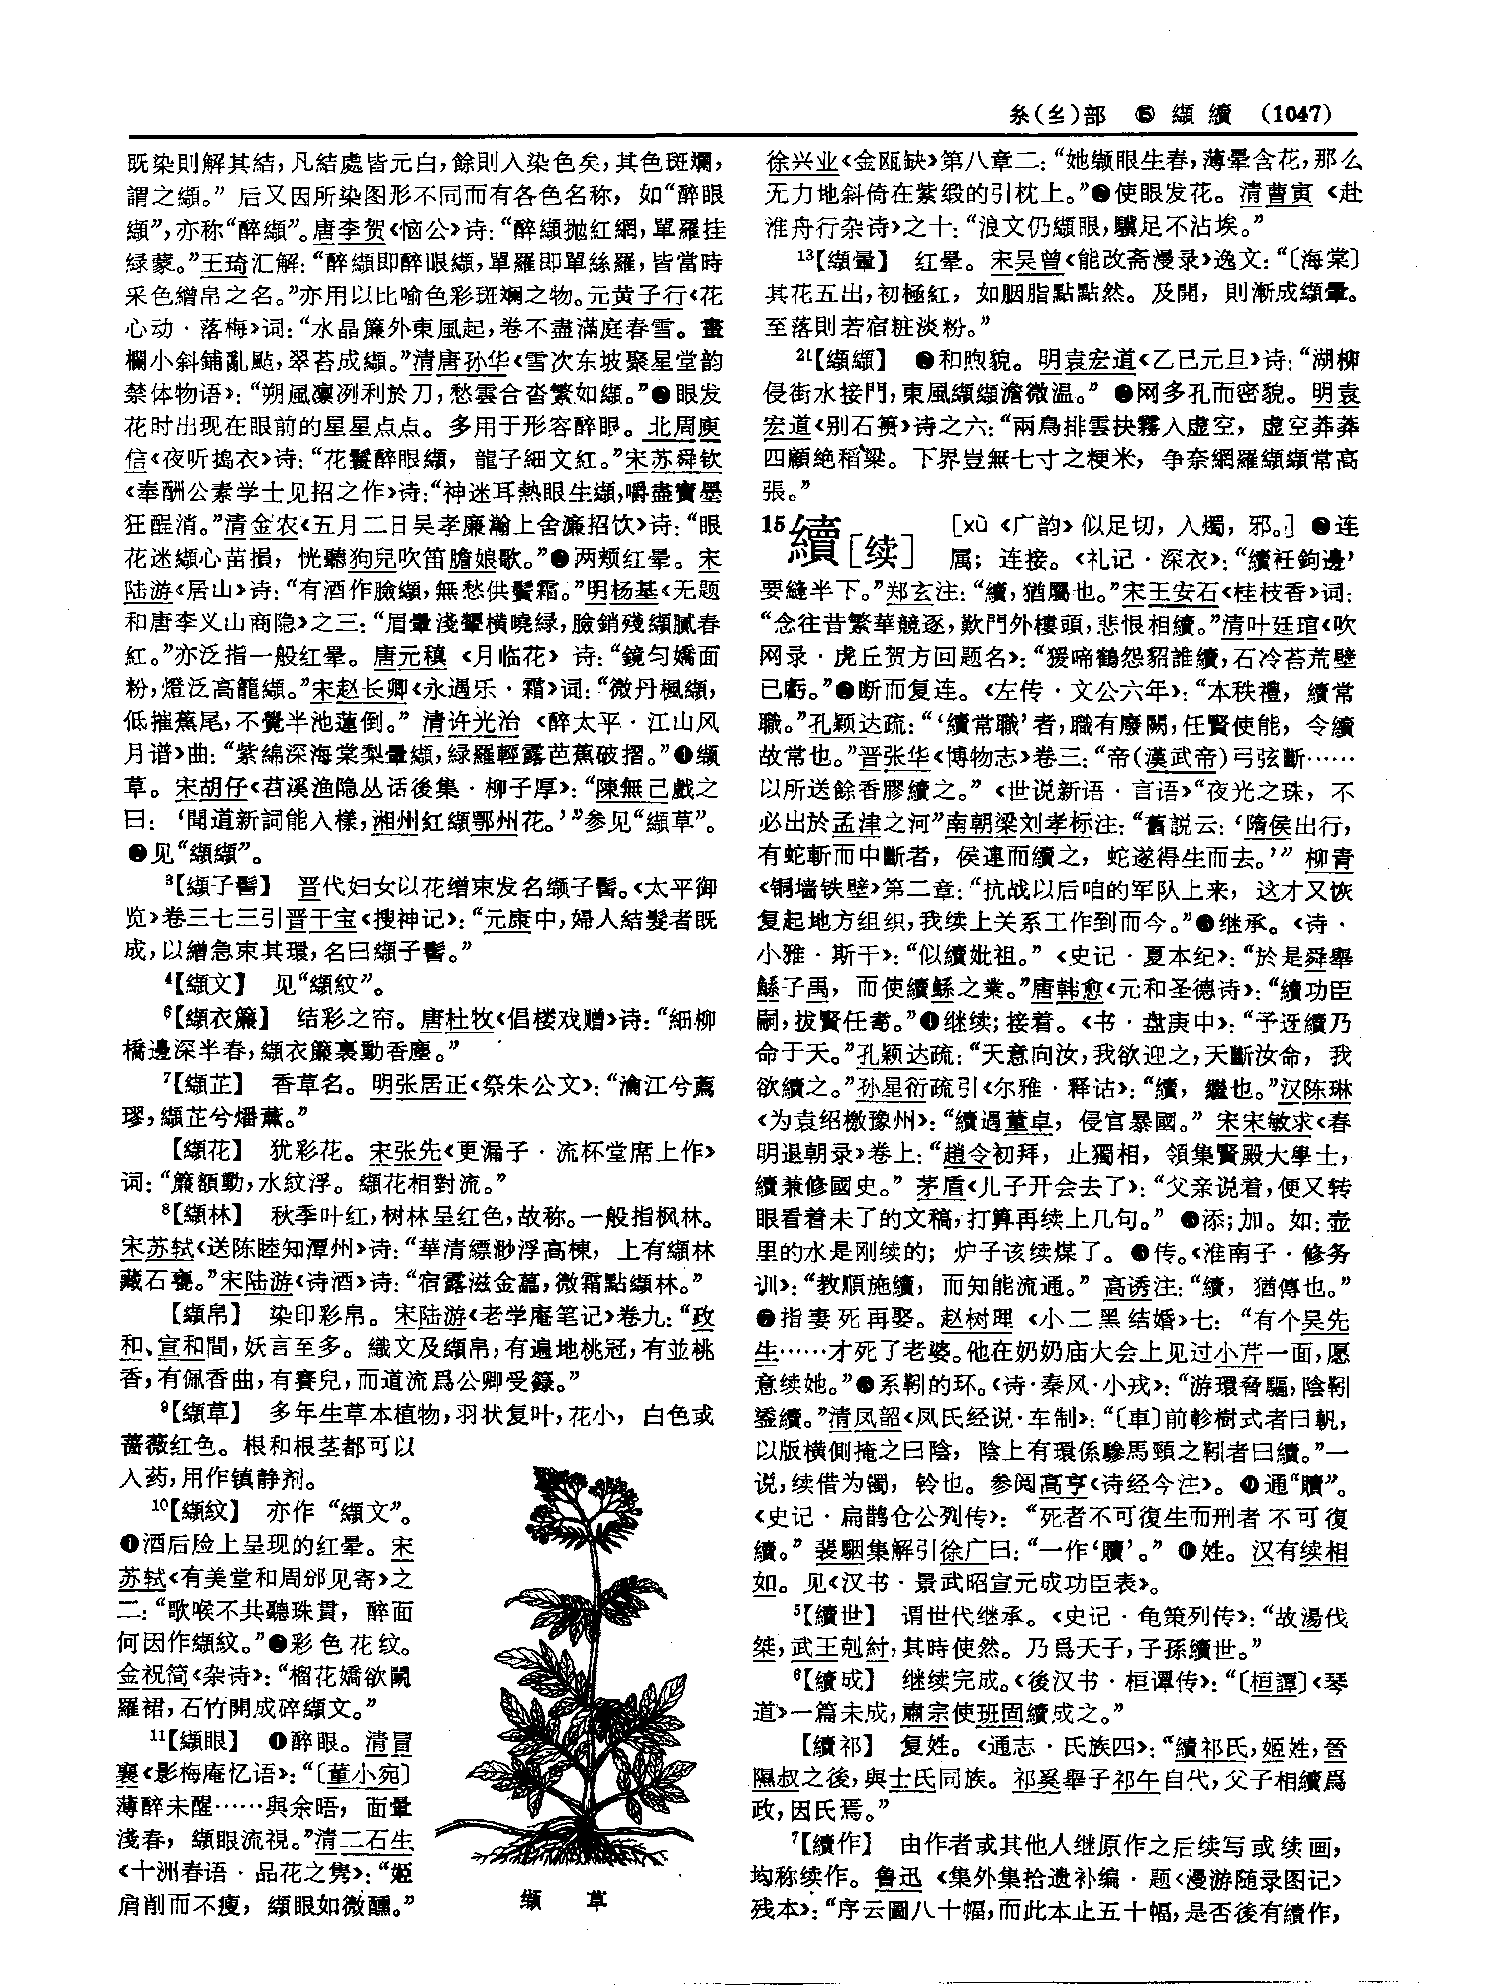 糸(纟)部 ⑮ 纈 續 (1047)
既染則解其結，凡結處皆元白，餘則入染色矣，其色斑斕，
謂之纈。” 后又因所染图形不同而有各色名称，如“醉眼
纈”，亦称“醉纈”。唐李贺《恼公》诗：“醉纈抛紅網，單羅挂
緑蒙。”王琦汇解：“醉纈即醉眼纈，單羅即單絲羅，皆當時
采色繒帛之名。”亦用以比喻色彩斑斓之物。元黄子行《花
心动·落梅》词：“水晶簾外東風起，卷不盡滿庭春雪。畫
欄小斜鋪亂颭，翠苔成纈。”清唐孙华《雪次东坡聚星堂韵
禁体物语》：“朔風凛冽利於刀，愁雲合沓繁如纈。”❷眼发
花时出现在眼前的星星点点。多用于形容醉眼。北周庾
信《夜听捣衣》诗：“花鬟醉眼纈，龍子細文紅。”宋苏舜钦
《奉酬公素学士见招之作》诗：“神迷耳熱眼生纈，嚼盡寶墨
狂酲消。”清金农《五月二日吴孝廉瀚上舍濂招饮》诗：“眼
花迷纈心苗損，恍聽狗兒吹笛膽娘歌。”❸两颊红晕。宋
陆游《居山》诗：“有酒作臉纈，無愁供鬢霜。”明杨基《无题
和唐李义山商隐》之三：“眉暈淺顰横曉緑，臉銷殘纈膩春
紅。”亦泛指一般红晕。唐元稹《月临花》诗：“鏡匀嬌面
粉，燈泛高籠纈。”宋赵长卿《永遇乐·霜》词：“微丹楓纈，
低摧蕉尾，不覺半池蓮倒。” 清许光治《醉太平·江山风
月谱》曲：“紫綿深海棠梨暈纈，緑羅輕露芭蕉破摺。”❹缬
草。宋胡仔《苕溪渔隐丛话後集·柳子厚》：“陳無己戲之
曰：‘聞道新詞能入樣，湘州紅纈鄂州花。’”参见“纈草”。
❺见“纈纈”。
³【纈子髻】 晋代妇女以花缯束发名缬子髻。《太平御
览》卷三七三引晋干宝《搜神记》：“元康中，婦人結髮者既
成，以繒急束其環，名曰纈子髻。”
⁴【纈文】 见“纈紋”。
⁶【纈衣簾】 结彩之帘。唐杜牧《倡楼戏赠》诗：“細柳
橋邊深半春，纈衣簾裏動香塵。”
⁷【纈芷】 香草名。明张居正《祭朱公文》：“瀹江兮薦
璆，纈芷兮燔薰。”
【纈花】 犹彩花。宋张先《更漏子·流杯堂席上作》
词：“簾額動，水紋浮。纈花相對流。”
⁸【纈林】 秋季叶红，树林呈红色，故称。一般指枫林。
宋苏轼《送陈睦知潭州》诗：“華清縹緲浮高棟，上有纈林
藏石甕。”宋陆游《诗酒》诗：“宿露滋金蘤，微霜點纈林。”
【纈帛】 染印彩帛。宋陆游《老学庵笔记》卷九：“政
和、宣和間，妖言至多。織文及纈帛，有遍地桃冠，有並桃
香，有佩香曲，有賽兒，而道流爲公卿受籙。”
⁹【纈草】 多年生草本植物，羽状复叶，花小，白色或
蔷薇红色。根和根茎都可以
入药，用作镇静剂。
¹⁰【纈紋】 亦作“纈文”。
❶酒后脸上呈现的红晕。宋
苏轼《有美堂和周邠见寄》之
二：“歌喉不共聽珠貫，醉面
何因作纈紋。”❷彩色花纹。
金祝简《杂诗》：“榴花嬌欲鬭
羅裙，石竹開成碎纈文。”
¹¹【纈眼】 ❶醉眼。清冒
襄《影梅庵忆语》：“〔董小宛〕
薄醉未醒……與余晤，面暈
淺春，纈眼流視。”清二石生
《十洲春语·品花之隽》：“姬
肩削而不瘦，纈眼如微醺。”
缬 草
徐兴业《金瓯缺》第八章二：“她缬眼生春，薄晕含花，那么
无力地斜倚在紫缎的引枕上。”❷使眼发花。清曹寅《赴
淮舟行杂诗》之十：“浪文仍纈眼，驥足不沾埃。”
¹³【纈暈】 红晕。宋吴曾《能改斋漫录》逸文：“〔海棠〕
其花五出，初極紅，如胭脂點點然。及開，則漸成纈暈。
至落則若宿粧淡粉。”
²¹【纈纈】 ❶和煦貌。明袁宏道《乙巳元旦》诗：“湖柳
侵街水接門，東風纈纈澹微温。” ❷网多孔而密貌。明袁
宏道《别石篑》诗之六：“兩鳥排雲抉霧入虚空，虚空莽莽
四顧絶稻粱。下界豈無七寸之粳米，争奈網羅纈纈常高
張。”
15續[续] [xù《广韵》似足切，入燭，邪。] ❶连
属；连接。《礼记·深衣》：“續衽鉤邊，
要縫半下。”郑玄注：“續，猶屬也。”宋王安石《桂枝香》词：
“念往昔繁華競逐，歎門外樓頭，悲恨相續。”清叶廷琯《吹
网录·虎丘贺方回题名》：“猨啼鶴怨貂誰續，石冷苔荒壁
已虧。”❷断而复连。《左传·文公六年》：“本秩禮，續常
職。”孔颖达疏：“‘續常職’者，職有廢闕，任賢使能，令續
故常也。”晋张华《博物志》卷三：“帝(漢武帝)弓弦斷……
以所送餘香膠續之。” 《世说新语·言语》“夜光之珠，不
必出於孟津之河”南朝梁刘孝标注：“舊説云：‘隋侯出行，
有蛇斬而中斷者，侯連而續之，蛇遂得生而去。’” 柳青
《铜墙铁壁》第二章：“抗战以后咱的军队上来，这才又恢
复起地方组织，我续上关系工作到而今。”❸继承。《诗·
小雅·斯干》：“似續妣祖。” 《史记·夏本纪》：“於是舜舉
鯀子禹，而使續鯀之業。”唐韩愈《元和圣德诗》：“續功臣
嗣，拔賢任耇。”❹继续；接着。《书·盘庚中》：“予迓續乃
命于天。”孔颖达疏：“天意向汝，我欲迎之，天斷汝命，我
欲續之。”孙星衍疏引《尔雅·释诂》：“續，繼也。”汉陈琳
《为袁绍檄豫州》：“續遇董卓，侵官暴國。” 宋宋敏求《春
明退朝录》卷上：“趙令初拜，止獨相，領集賢殿大學士，
續兼修國史。” 茅盾《儿子开会去了》：“父亲说着，便又转
眼看着未了的文稿，打算再续上几句。” ❺添；加。如：壶
里的水是刚续的；炉子该续煤了。❻传。《淮南子·修务
训》：“教順施續，而知能流通。” 高诱注：“續，猶傳也。”
❼指妻死再娶。赵树理《小二黑结婚》七：“有个吴先
生……才死了老婆。他在奶奶庙大会上见过小芹一面，愿
意续她。”❽系靷的环。《诗·秦风·小戎》：“游環脅驅，陰靷
鋈續。”清凤韶《凤氏经说·车制》：“〔車〕前軫樹式者曰軓，
以版横側掩之曰陰，陰上有環係驂馬頸之靷者曰續。”一
说，续借为镯，铃也。参阅高亨《诗经今注》。❾通“贖”。
《史记·扁鹊仓公列传》：“死者不可復生而刑者不可復
續。” 裴駰集解引徐广曰：“一作‘贖’。” ❿姓。汉有续相
如。见《汉书·景武昭宣元成功臣表》。
⁵【續世】 谓世代继承。《史记·龟策列传》：“故湯伐
桀，武王剋紂，其時使然。乃爲天子，子孫續世。”
⁶【續成】 继续完成。《後汉书·桓谭传》：“〔桓譚〕《琴
道》一篇未成，肅宗使班固續成之。”
【續祁】 复姓。《通志·氏族四》：“續祁氏，姬姓，晉
隰叔之後，與士氏同族。祁奚舉子祁午自代，父子相續爲
政，因氏焉。”
⁷【續作】 由作者或其他人继原作之后续写或续画，
均称续作。鲁迅《集外集拾遗补编·题〈漫游随录图记〉
残本》：“序云圖八十幅，而此本止五十幅，是否後有續作，